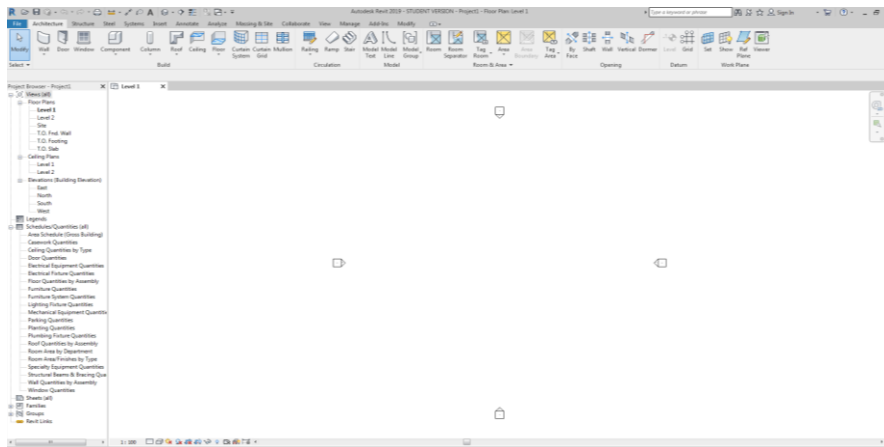 Autodesk Revit 2019 - STUDENT VERSION - Project1 - Floor Plan: Level 1
Type a keyword or phrase
Sign In
File Architecture Structure Steel Systems Insert Annotate Analyze Massing & Site Collaborate View Manage Add-Ins Modify
Modify Wall Door Window Component Column Roof Ceiling Floor Curtain System Curtain Grid Mullion Railing Ramp Stair Model Text Model Line Model Group Room Room Separator Tag Room Area Area Boundary Tag Area By Face Shaft Wall Vertical Dormer Level Grid Set Show Ref Plane Viewer
Select Build Circulation Model Room & Area Opening Datum Work Plane
Project Browser - Project1
Level 1
Views (all)
Floor Plans
Level 1
Level 2
Site
T.O. Fnd. Wall
T.O. Footing
T.O. Slab
Ceiling Plans
Level 1
Level 2
Elevations (Building Elevation)
East
North
South
West
Legends
Schedules/Quantities (all)
Area Schedule (Gross Building)
Casework Quantities
Ceiling Quantities by Type
Door Quantities
Electrical Equipment Quantities
Electrical Fixture Quantities
Floor Quantities by Assembly
Furniture Quantities
Furniture System Quantities
Lighting Fixture Quantities
Mechanical Equipment Quantiti
Parking Quantities
Planting Quantities
Plumbing Fixture Quantities
Roof Quantities by Assembly
Room Area by Department
Room Area/Finishes by Type
Specialty Equipment Quantities
Structural Beams & Bracing Qua
Wall Quantities by Assembly
Window Quantities
Sheets (all)
Families
Groups
Revit Links
1 : 100